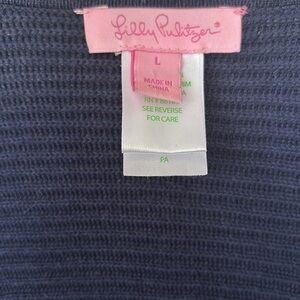 Lilly Pulitzer®
L
MADE IN
CHINA
SEE REVERSE
FOR CARE
PA